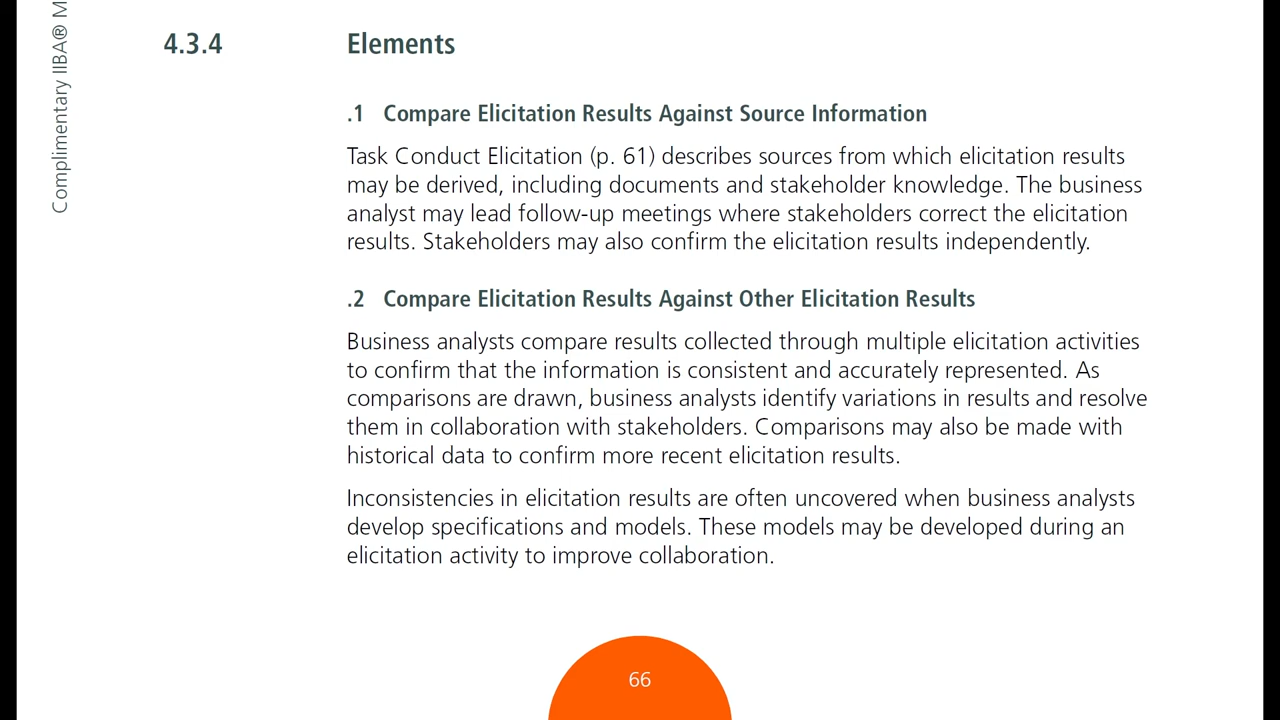 Complimentary IIBA® M
4.3.4 Elements
.1 Compare Elicitation Results Against Source Information
Task Conduct Elicitation (p. 61) describes sources from which elicitation results
may be derived, including documents and stakeholder knowledge. The business
analyst may lead follow-up meetings where stakeholders correct the elicitation
results. Stakeholders may also confirm the elicitation results independently.
.2 Compare Elicitation Results Against Other Elicitation Results
Business analysts compare results collected through multiple elicitation activities
to confirm that the information is consistent and accurately represented. As
comparisons are drawn, business analysts identify variations in results and resolve
them in collaboration with stakeholders. Comparisons may also be made with
historical data to confirm more recent elicitation results.
Inconsistencies in elicitation results are often uncovered when business analysts
develop specifications and models. These models may be developed during an
elicitation activity to improve collaboration.
66